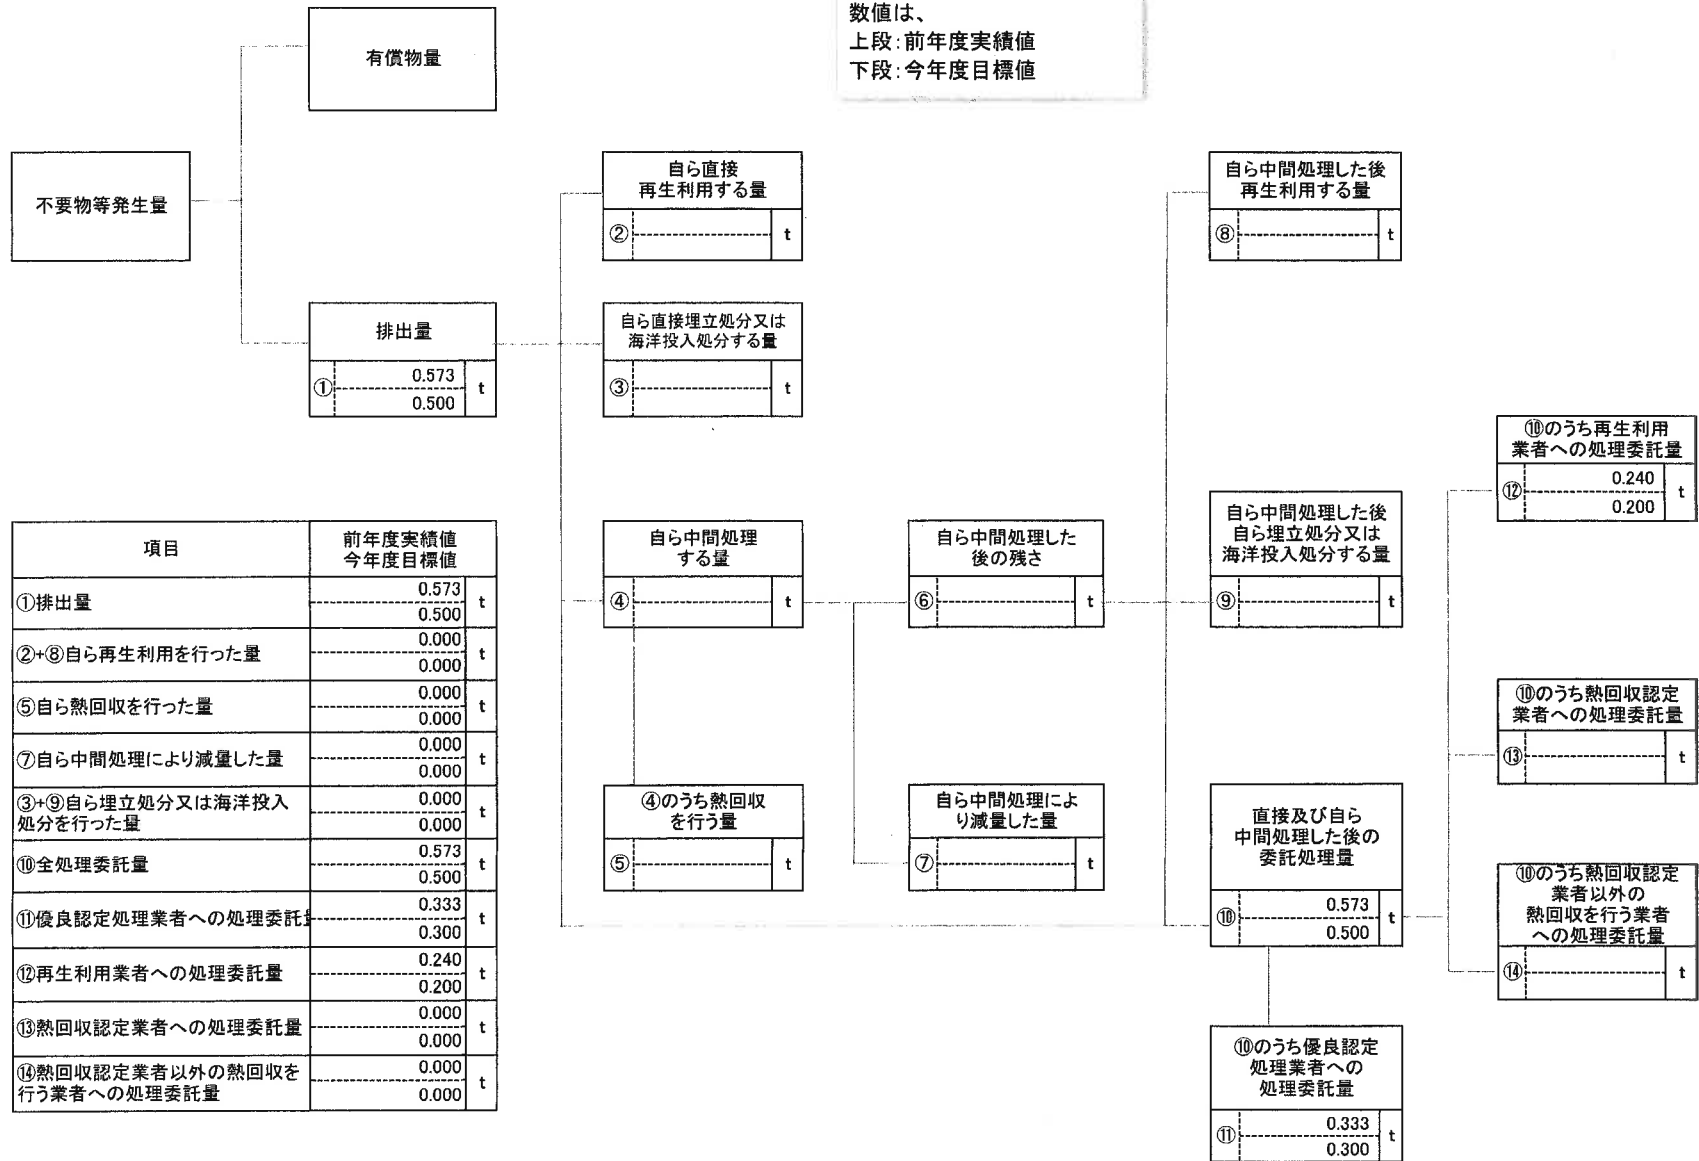 数値は、
上段:前年度実績値
下段:今年度目標値
有償物量
不要物等発生量
排出量
① 0.573 t
0.500
自ら直接
再生利用する量
② t
自ら直接埋立処分又は
海洋投入処分する量
③ t
自ら中間処理
する量
④ t
④のうち熱回収
を行う量
⑤ t
自ら中間処理した
後の残さ
⑥ t
自ら中間処理によ
り減量した量
⑦ t
自ら中間処理した後
再生利用する量
⑧ t
自ら中間処理した後
自ら埋立処分又は
海洋投入処分する量
⑨ t
直接及び自ら
中間処理した後の
委託処理量
⑩ 0.573 t
0.500
⑩のうち優良認定
処理業者への
処理委託量
⑪ 0.333 t
0.300
⑩のうち再生利用
業者への処理委託量
⑫ 0.240 t
0.200
⑩のうち熱回収認定
業者への処理委託量
⑬ t
⑩のうち熱回収認定
業者以外の
熱回収を行う業者
への処理委託量
⑭ t
項目 前年度実績値
今年度目標値
①排出量 0.573 t
0.500
②+⑧自ら再生利用を行った量 0.000 t
0.000
⑤自ら熱回収を行った量 0.000 t
0.000
⑦自ら中間処理により減量した量 0.000 t
0.000
③+⑨自ら埋立処分又は海洋投入
処分を行った量 0.000 t
0.000
⑩全処理委託量 0.573 t
0.500
⑪優良認定処理業者への処理委託量 0.333 t
0.300
⑫再生利用業者への処理委託量 0.240 t
0.200
⑬熱回収認定業者への処理委託量 0.000 t
0.000
⑭熱回収認定業者以外の熱回収を
行う業者への処理委託量 0.000 t
0.000